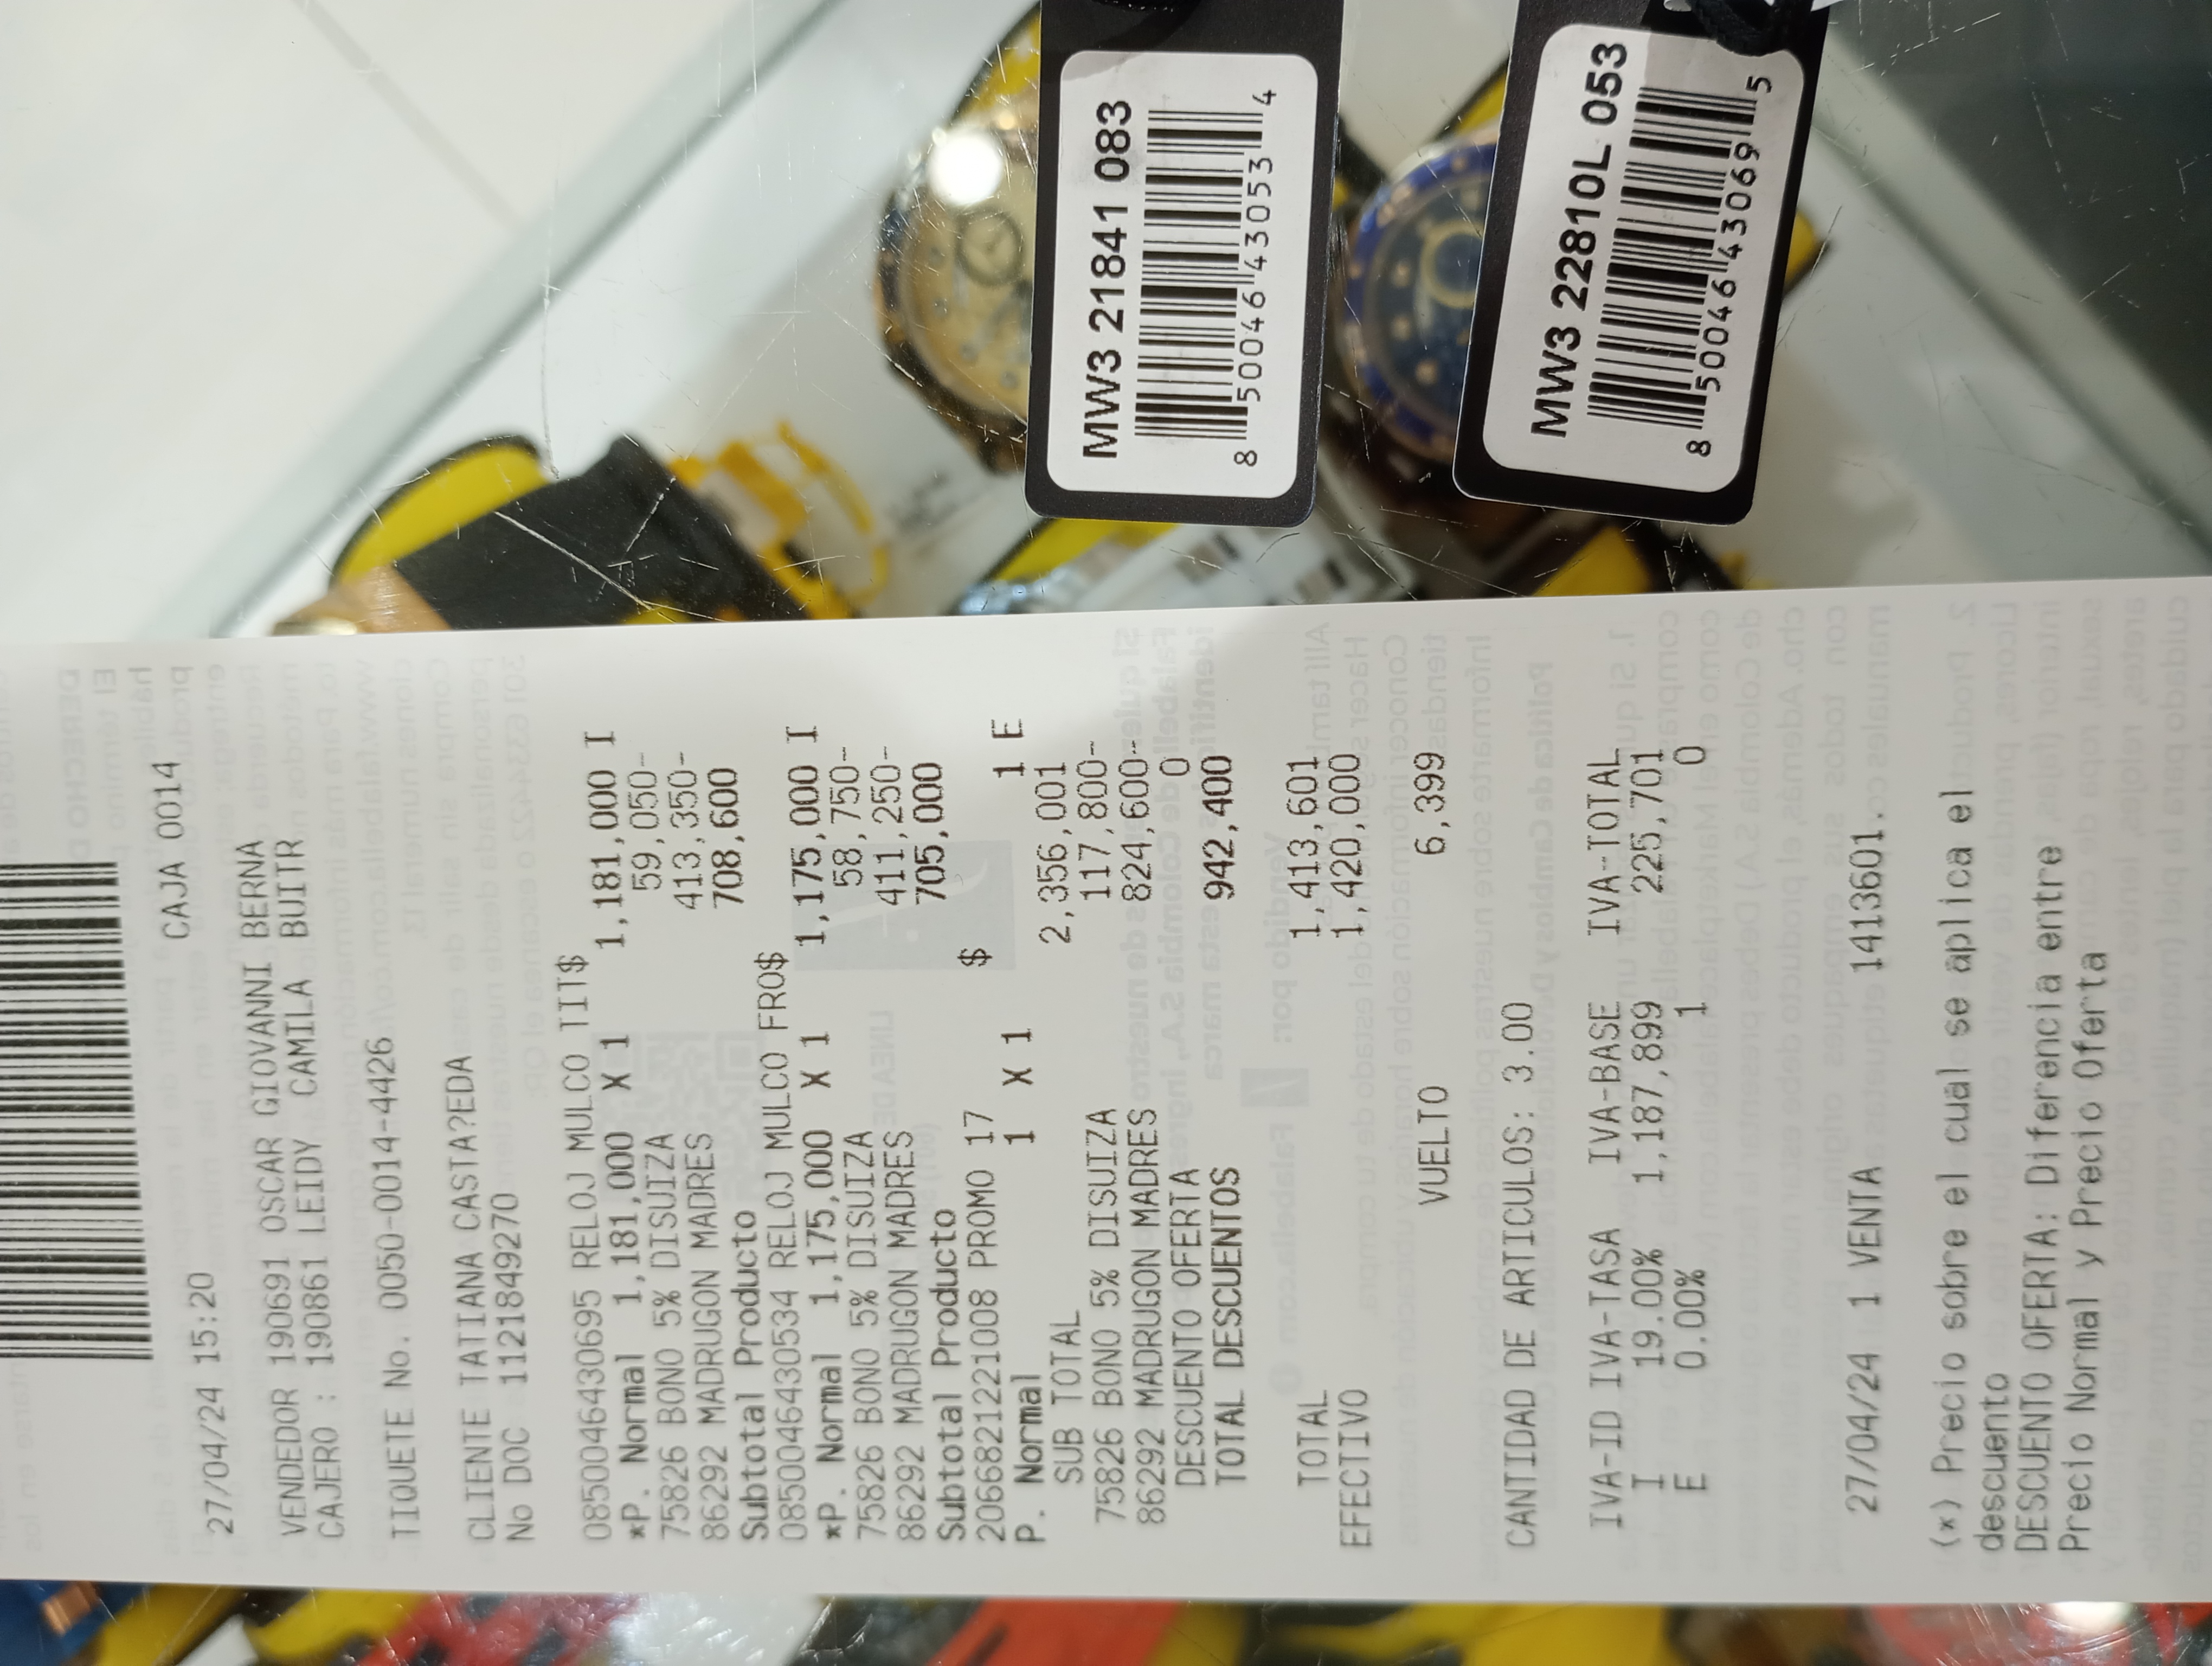 MW3 21841 083
8 50046 43053 4
MW3 22810L 053
8 50046 43069 5
CAJA 0014
27/04/24 15:20
VENDEDOR 190691 OSCAR GIOVANNI BERNA
CAJERO : 190861 LEIDY CAMILA BUITR
TIQUETE No. 0050-0014-4426
CLIENTE TATIANA CASTA?EDA
No DOC 1121849270
0850046430695 RELOJ MULCO TIT$
*P. Normal 1,181,000 X 1 1,181,000 I
75826 BONO 5% DISUIZA 59,050-
86292 MADRUGON MADRES 413,350-
Subtotal Producto 708,600
0850046430534 RELOJ MULCO FRO$
*P. Normal 1,175,000 X 1 1,175,000 I
75826 BONO 5% DISUIZA 58,750-
86292 MADRUGON MADRES 411,250-
Subtotal Producto 705,000
2066821221008 PROMO 17 $
P. Normal 1 X 1 1 E
SUB TOTAL 2,356,001
75826 BONO 5% DISUIZA 117,800-
86292 MADRUGON MADRES 824,600-
DESCUENTO OFERTA 0
TOTAL DESCUENTOS 942,400
TOTAL 1,413,601
EFECTIVO 1,420,000
VUELTO 6,399
CANTIDAD DE ARTICULOS: 3.00
IVA-ID IVA-TASA IVA-BASE IVA-TOTAL
I 19.00% 1,187,899 225,701
E 0.00% 1 0
27/04/24 1 VENTA 1413601.
(*) Precio sobre el cual se aplica el
descuento
DESCUENTO OFERTA: Diferencia entre
Precio Normal y Precio Oferta